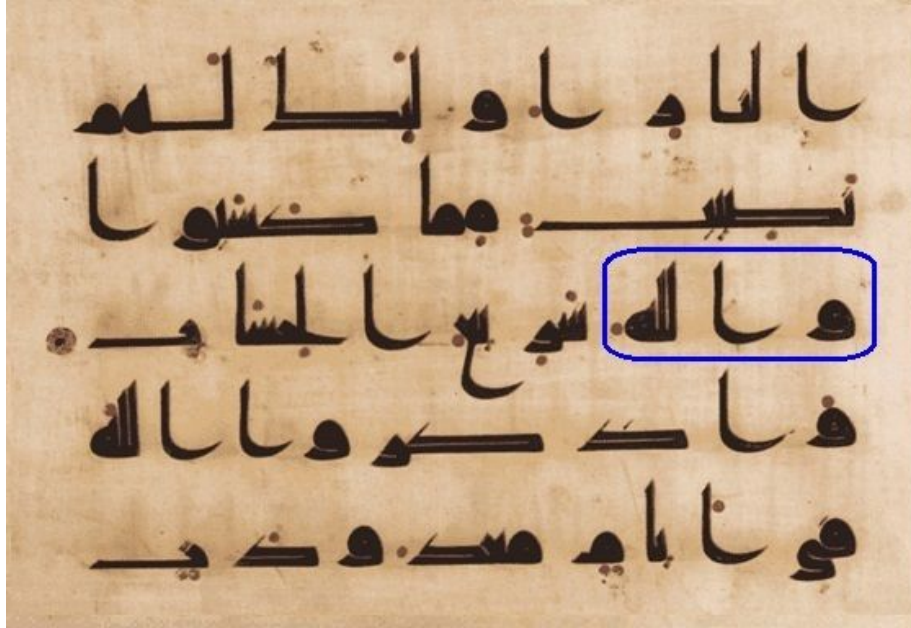 النار اولئك لهم
نصيب مما كسبوا
والله سريع الحساب
واذكروا الله
في ايام معدودت